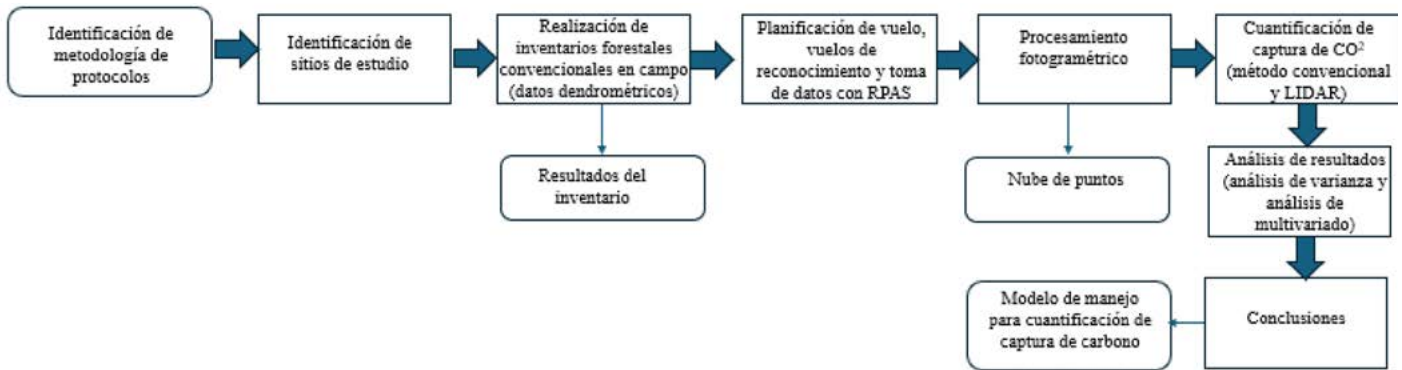 Identificación de
metodología de
protocolos
Identificación de
sitios de estudio
Realización de
inventarios forestales
convencionales en campo
(datos dendrométricos)
Planificación de vuelo,
vuelos de
reconocimiento y toma
de datos con RPAS
Procesamiento
fotogramétrico
Cuantificación de
captura de CO²
(método convencional
y LIDAR)
Resultados del
inventario
Nube de puntos
Análisis de resultados
(análisis de varianza y
análisis de
multivariado)
Modelo de manejo
para cuantificación de
captura de carbono
Conclusiones